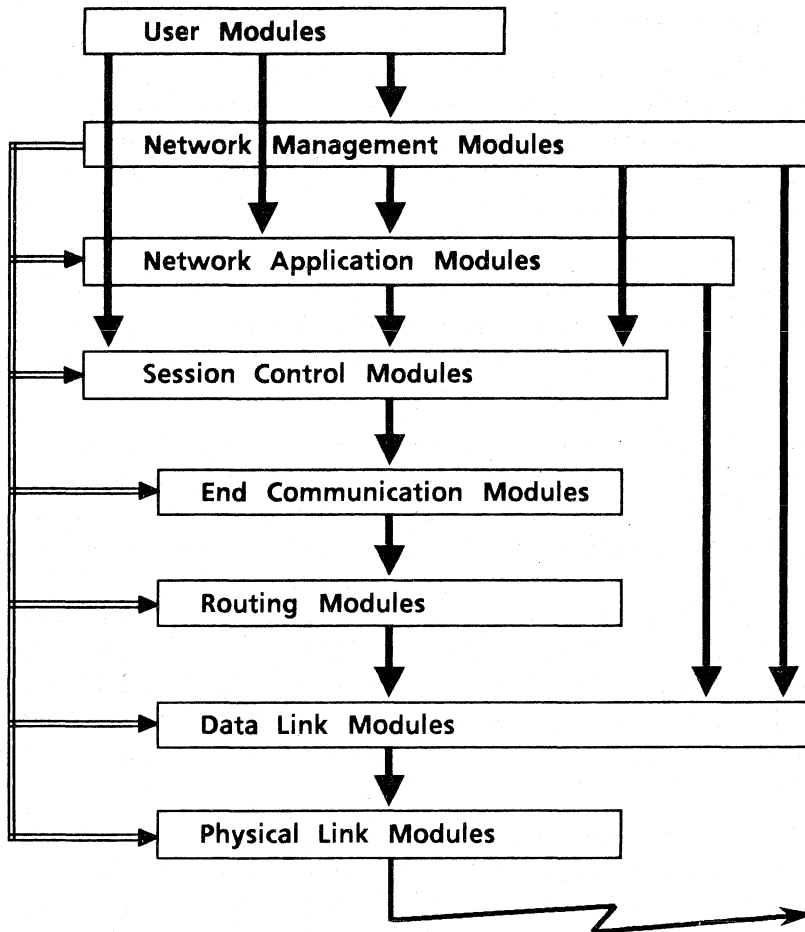 User Modules
Network Management Modules
Network Application Modules
Session Control Modules
End Communication Modules
Routing Modules
Data Link Modules
Physical Link Modules